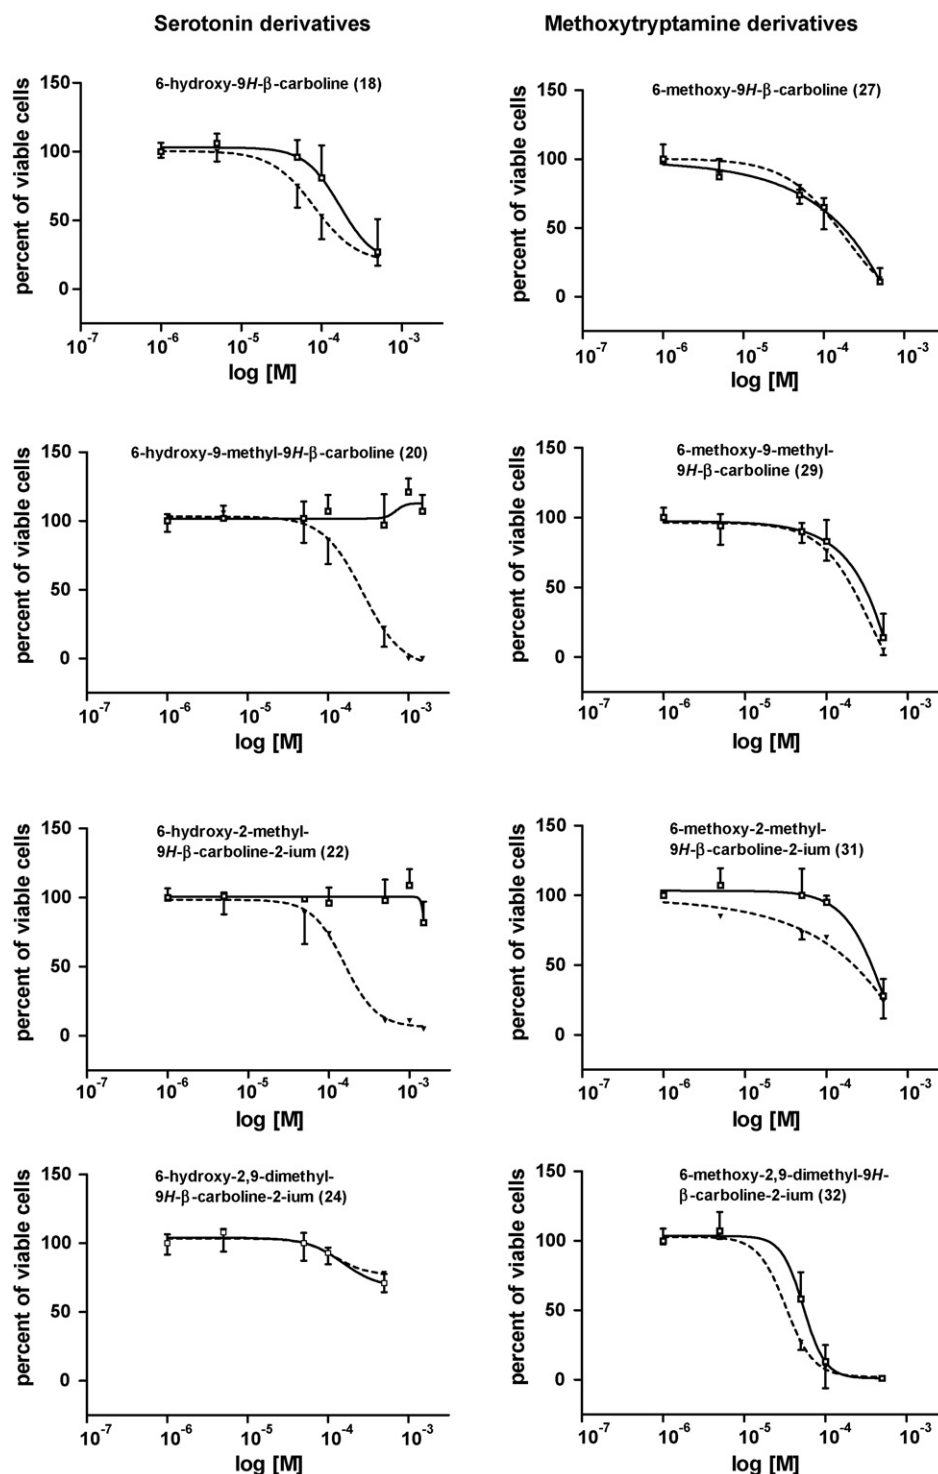 Serotonin derivatives
Methoxytryptamine derivatives
6-hydroxy-9H-β-carboline (18)
percent of viable cells
150
100
50
0
10⁻⁷ 10⁻⁶ 10⁻⁵ 10⁻⁴ 10⁻³
log [M]
6-methoxy-9H-β-carboline (27)
percent of viable cells
150
100
50
0
10⁻⁷ 10⁻⁶ 10⁻⁵ 10⁻⁴ 10⁻³
log [M]
6-hydroxy-9-methyl-9H-β-carboline (20)
percent of viable cells
150
100
50
0
10⁻⁷ 10⁻⁶ 10⁻⁵ 10⁻⁴ 10⁻³
log [M]
6-methoxy-9-methyl-
9H-β-carboline (29)
percent of viable cells
150
100
50
0
10⁻⁷ 10⁻⁶ 10⁻⁵ 10⁻⁴ 10⁻³
log [M]
6-hydroxy-2-methyl-
9H-β-carboline-2-ium (22)
percent of viable cells
150
100
50
0
10⁻⁷ 10⁻⁶ 10⁻⁵ 10⁻⁴ 10⁻³
log [M]
6-methoxy-2-methyl-
9H-β-carboline-2-ium (31)
percent of viable cells
150
100
50
0
10⁻⁷ 10⁻⁶ 10⁻⁵ 10⁻⁴ 10⁻³
log [M]
6-hydroxy-2,9-dimethyl-
9H-β-carboline-2-ium (24)
percent of viable cells
150
100
50
0
10⁻⁷ 10⁻⁶ 10⁻⁵ 10⁻⁴ 10⁻³
log [M]
6-methoxy-2,9-dimethyl-9H-
β-carboline-2-ium (32)
percent of viable cells
150
100
50
0
10⁻⁷ 10⁻⁶ 10⁻⁵ 10⁻⁴ 10⁻³
log [M]